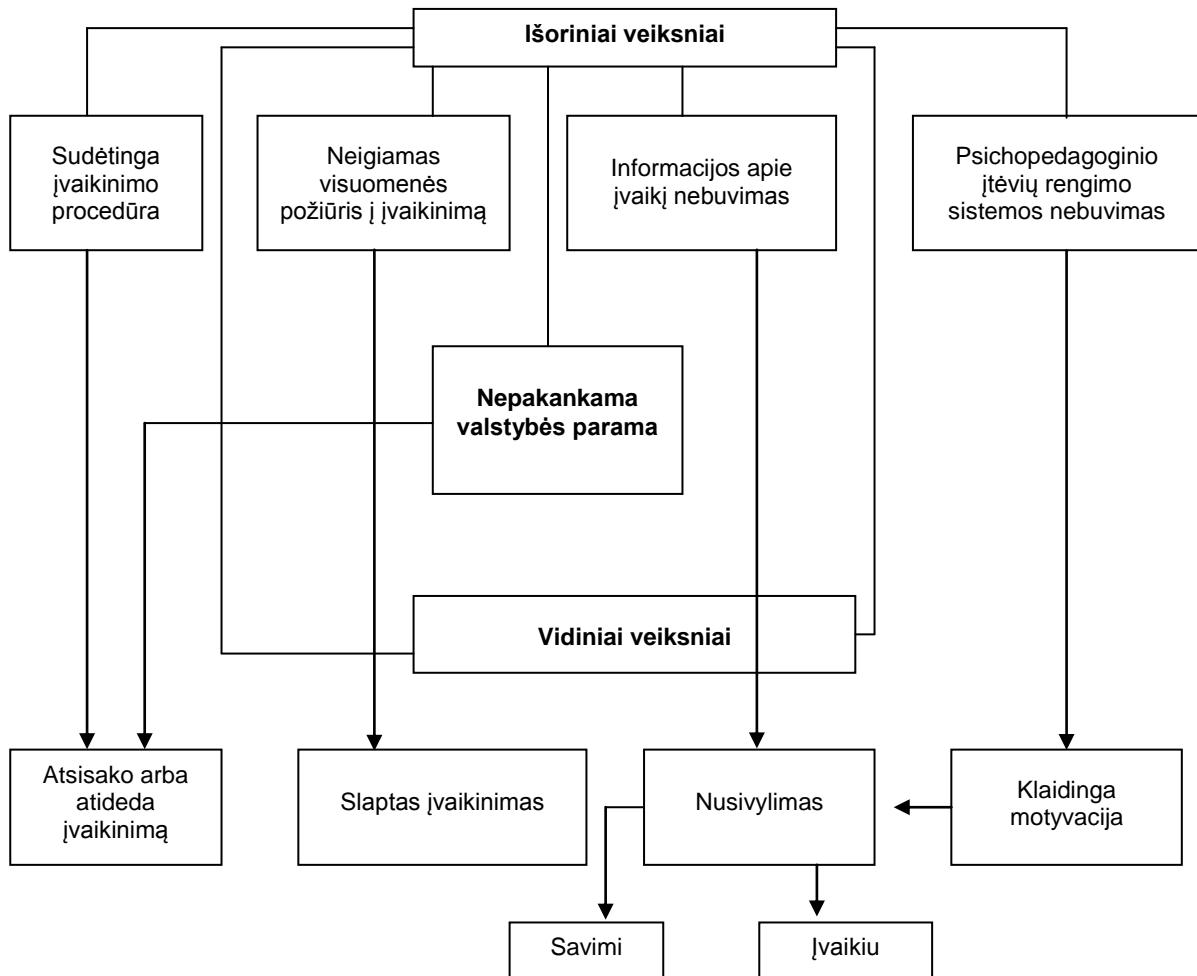 Išoriniai veiksniai
Sudėtinga
įvaikinimo
procedūra
Neigiamas
visuomenės
požiūris į įvaikinimą
Informacijos apie
įvaikį nebuvimas
Psichopedagoginio
įtėvių rengimo
sistemos nebuvimas
Nepakankama
valstybės parama
Vidiniai veiksniai
Atsisako arba
atideda
įvaikinimą
Slaptas įvaikinimas
Nusivylimas
Klaidinga
motyvacija
Savimi
Įvaikiu